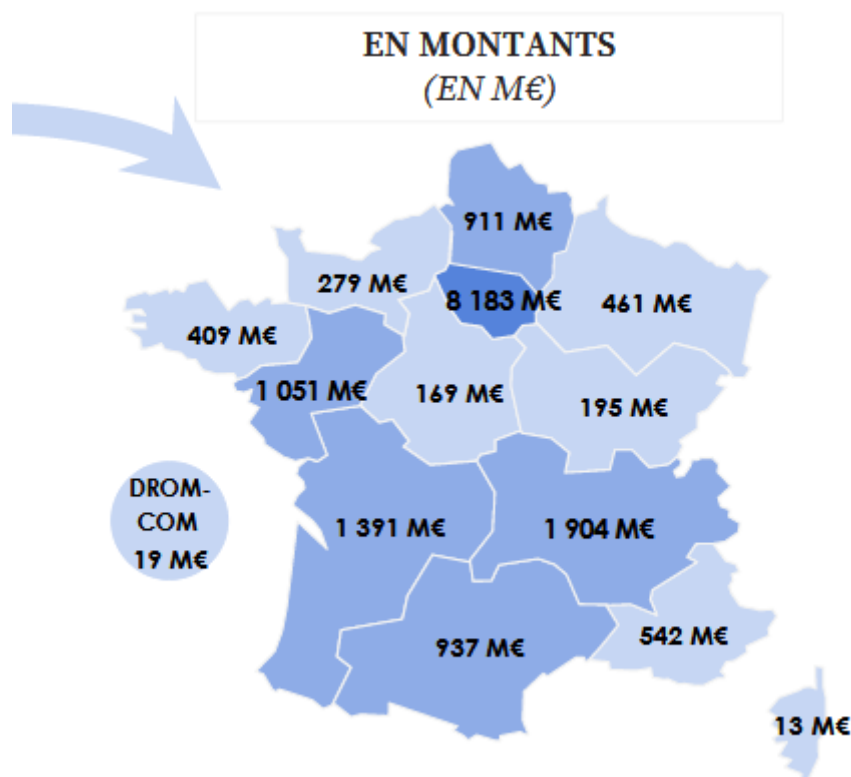 EN MONTANTS
(EN M€)
911 M€
279 M€
8 183 M€
461 M€
409 M€
1 051 M€
169 M€
195 M€
DROM-
COM
19 M€
1 391 M€
1 904 M€
937 M€
542 M€
13 M€